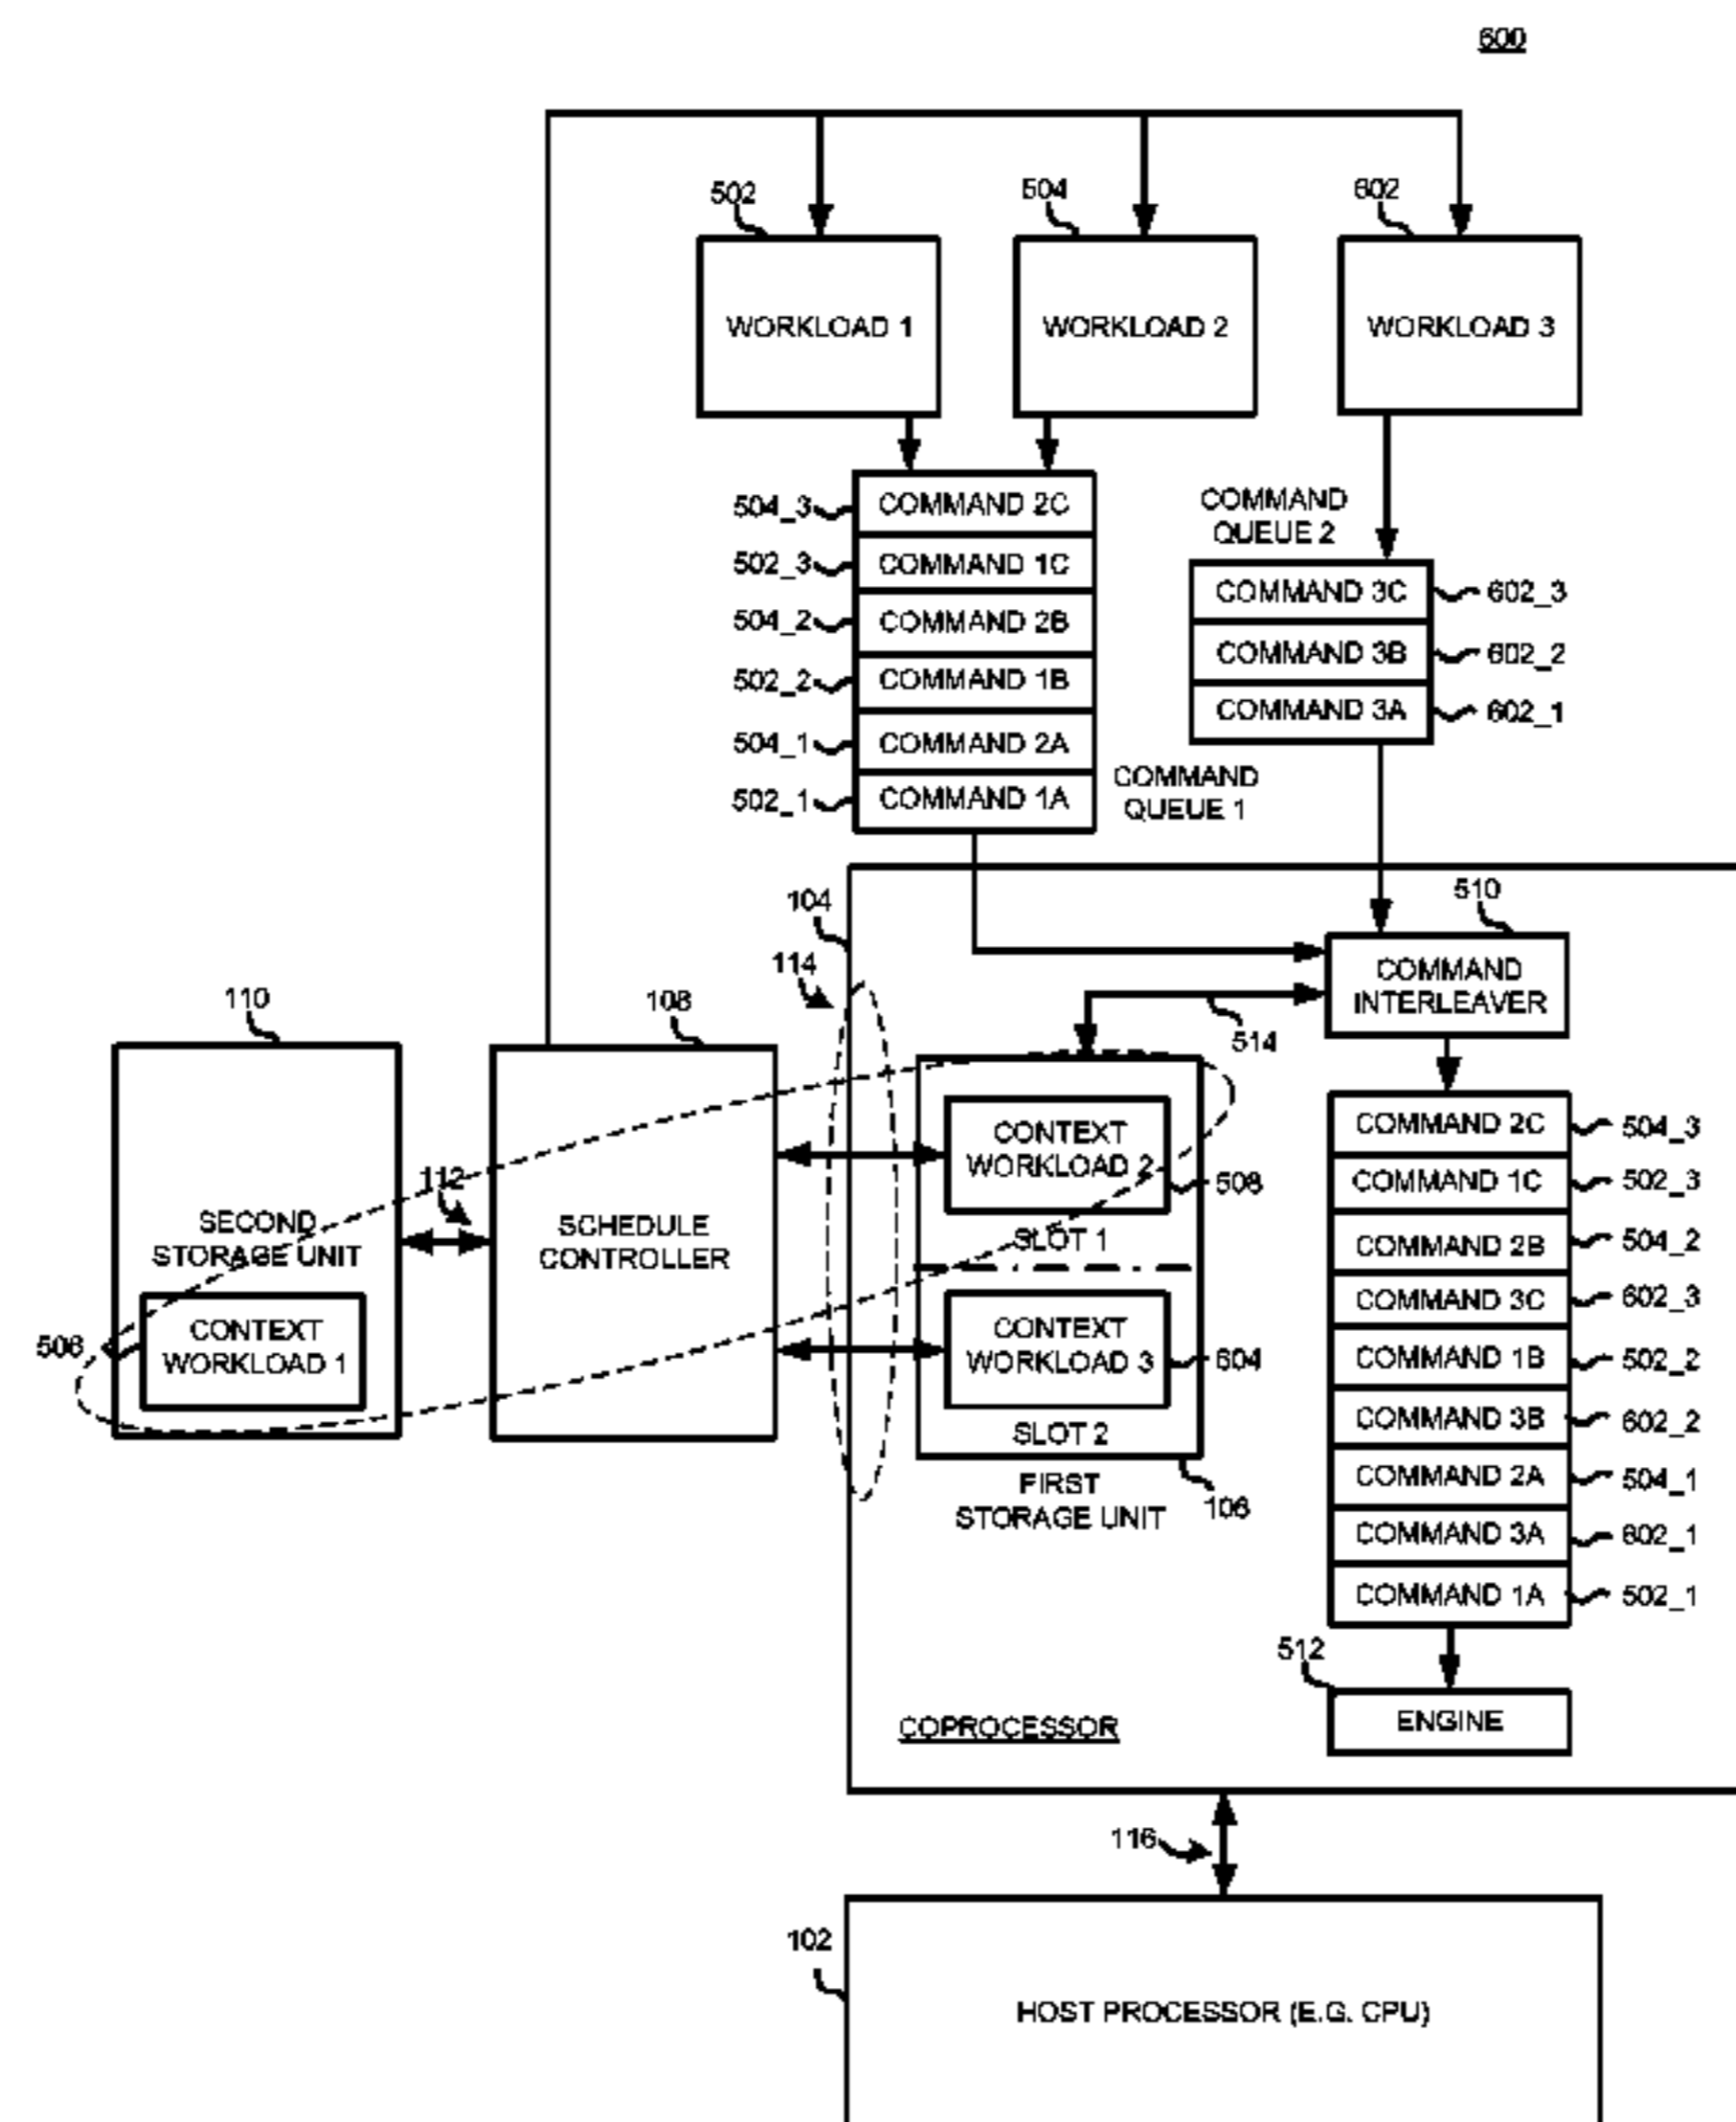 600
502
504
602
WORKLOAD 1
WORKLOAD 2
WORKLOAD 3
504_3
COMMAND 2C
502_3
COMMAND 1C
504_2
COMMAND 2B
502_2
COMMAND 1B
504_1
COMMAND 2A
502_1
COMMAND 1A
COMMAND
QUEUE 1
COMMAND
QUEUE 2
COMMAND 3C
602_3
COMMAND 3B
602_2
COMMAND 3A
602_1
104
510
114
COMMAND
INTERLEAVER
514
110
108
SECOND
STORAGE UNIT
112
SCHEDULE
CONTROLLER
506
CONTEXT
WORKLOAD 1
CONTEXT
WORKLOAD 2
508
SLOT 1
CONTEXT
WORKLOAD 3
604
SLOT 2
FIRST
STORAGE UNIT
106
COMMAND 2C
504_3
COMMAND 1C
502_3
COMMAND 2B
504_2
COMMAND 3C
602_3
COMMAND 1B
502_2
COMMAND 3B
602_2
COMMAND 2A
504_1
COMMAND 3A
602_1
COMMAND 1A
502_1
512
ENGINE
COPROCESSOR
116
102
HOST PROCESSOR (E.G. CPU)